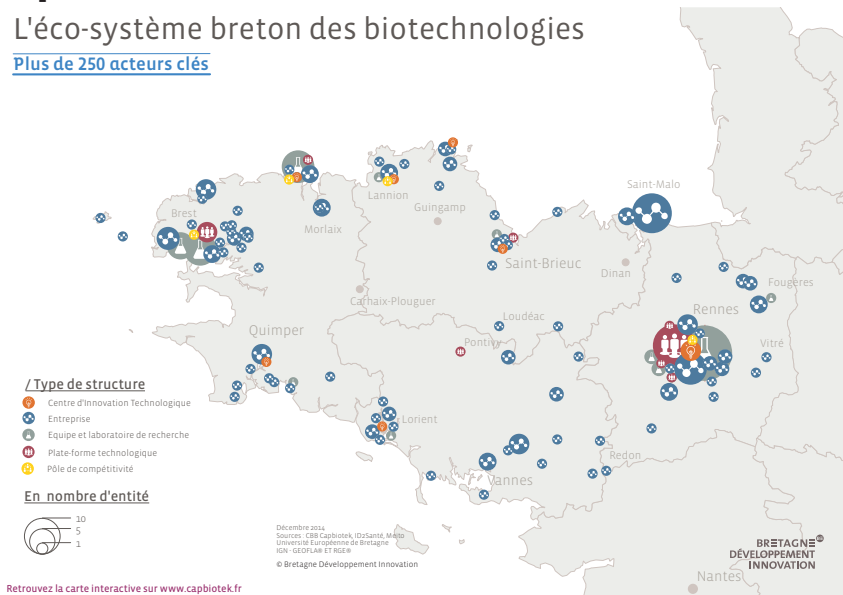 L'éco-système breton des biotechnologies
Plus de 250 acteurs clés
Saint-Malo
Lannion
Guingamp
Brest
Morlaix
Saint-Brieuc
Dinan
Fougères
Carhaix-Plouguer
Rennes
Loudéac
Quimper
Pontivy
Vitré
Lorient
Redon
Vannes
Nantes
/ Type de structure
Centre d'Innovation Technologique
Entreprise
Equipe et laboratoire de recherche
Plate-forme technologique
Pôle de compétitivité
En nombre d'entité
10
5
1
Décembre 2014
Sources : CBB Capbiotek, ID2Santé, Meito
Université Européenne de Bretagne
IGN - GEOFLA® ET RGE®
© Bretagne Développement Innovation
BRETAGNE
DÉVELOPPEMENT
INNOVATION
Retrouvez la carte interactive sur www.capbiotek.fr